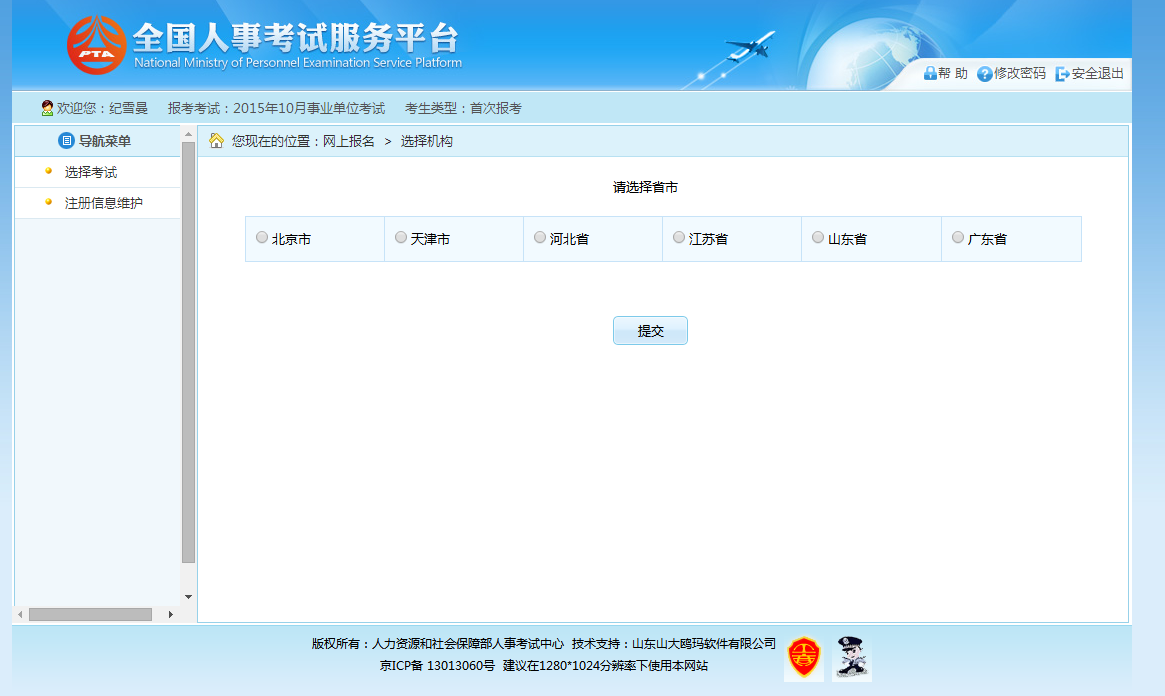 全国人事考试服务平台
PTA
National Ministry of Personnel Examination Service Platform
帮 助 修改密码 安全退出
欢迎您：纪雪曼 报考考试：2015年10月事业单位考试 考生类型：首次报考
导航菜单
您现在的位置：网上报名 > 选择机构
选择考试
注册信息维护
请选择省市
北京市 天津市 河北省 江苏省 山东省 广东省
提交
版权所有：人力资源和社会保障部人事考试中心 技术支持：山东山大鸥玛软件有限公司
京ICP备 13013060号 建议在1280*1024分辨率下使用本网站